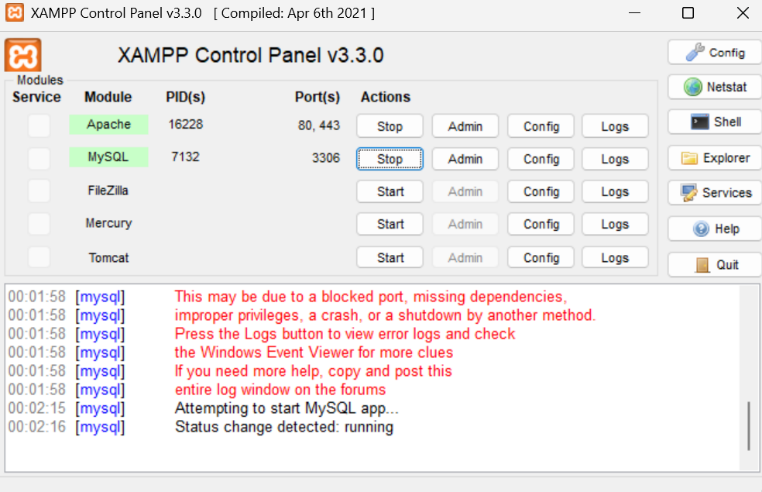 XAMPP Control Panel v3.3.0 [ Compiled: Apr 6th 2021 ]
XAMPP Control Panel v3.3.0
Config
Modules
Service Module PID(s) Port(s) Actions
Netstat
Apache 16228 80, 443 Stop Admin Config Logs
Shell
MySQL 7132 3306 Stop Admin Config Logs
Explorer
FileZilla Start Admin Config Logs
Services
Mercury Start Admin Config Logs
Help
Tomcat Start Admin Config Logs
Quit
00:01:58 [mysql] This may be due to a blocked port, missing dependencies,
00:01:58 [mysql] improper privileges, a crash, or a shutdown by another method.
00:01:58 [mysql] Press the Logs button to view error logs and check
00:01:58 [mysql] the Windows Event Viewer for more clues
00:01:58 [mysql] If you need more help, copy and post this
00:01:58 [mysql] entire log window on the forums
00:02:15 [mysql] Attempting to start MySQL app...
00:02:16 [mysql] Status change detected: running